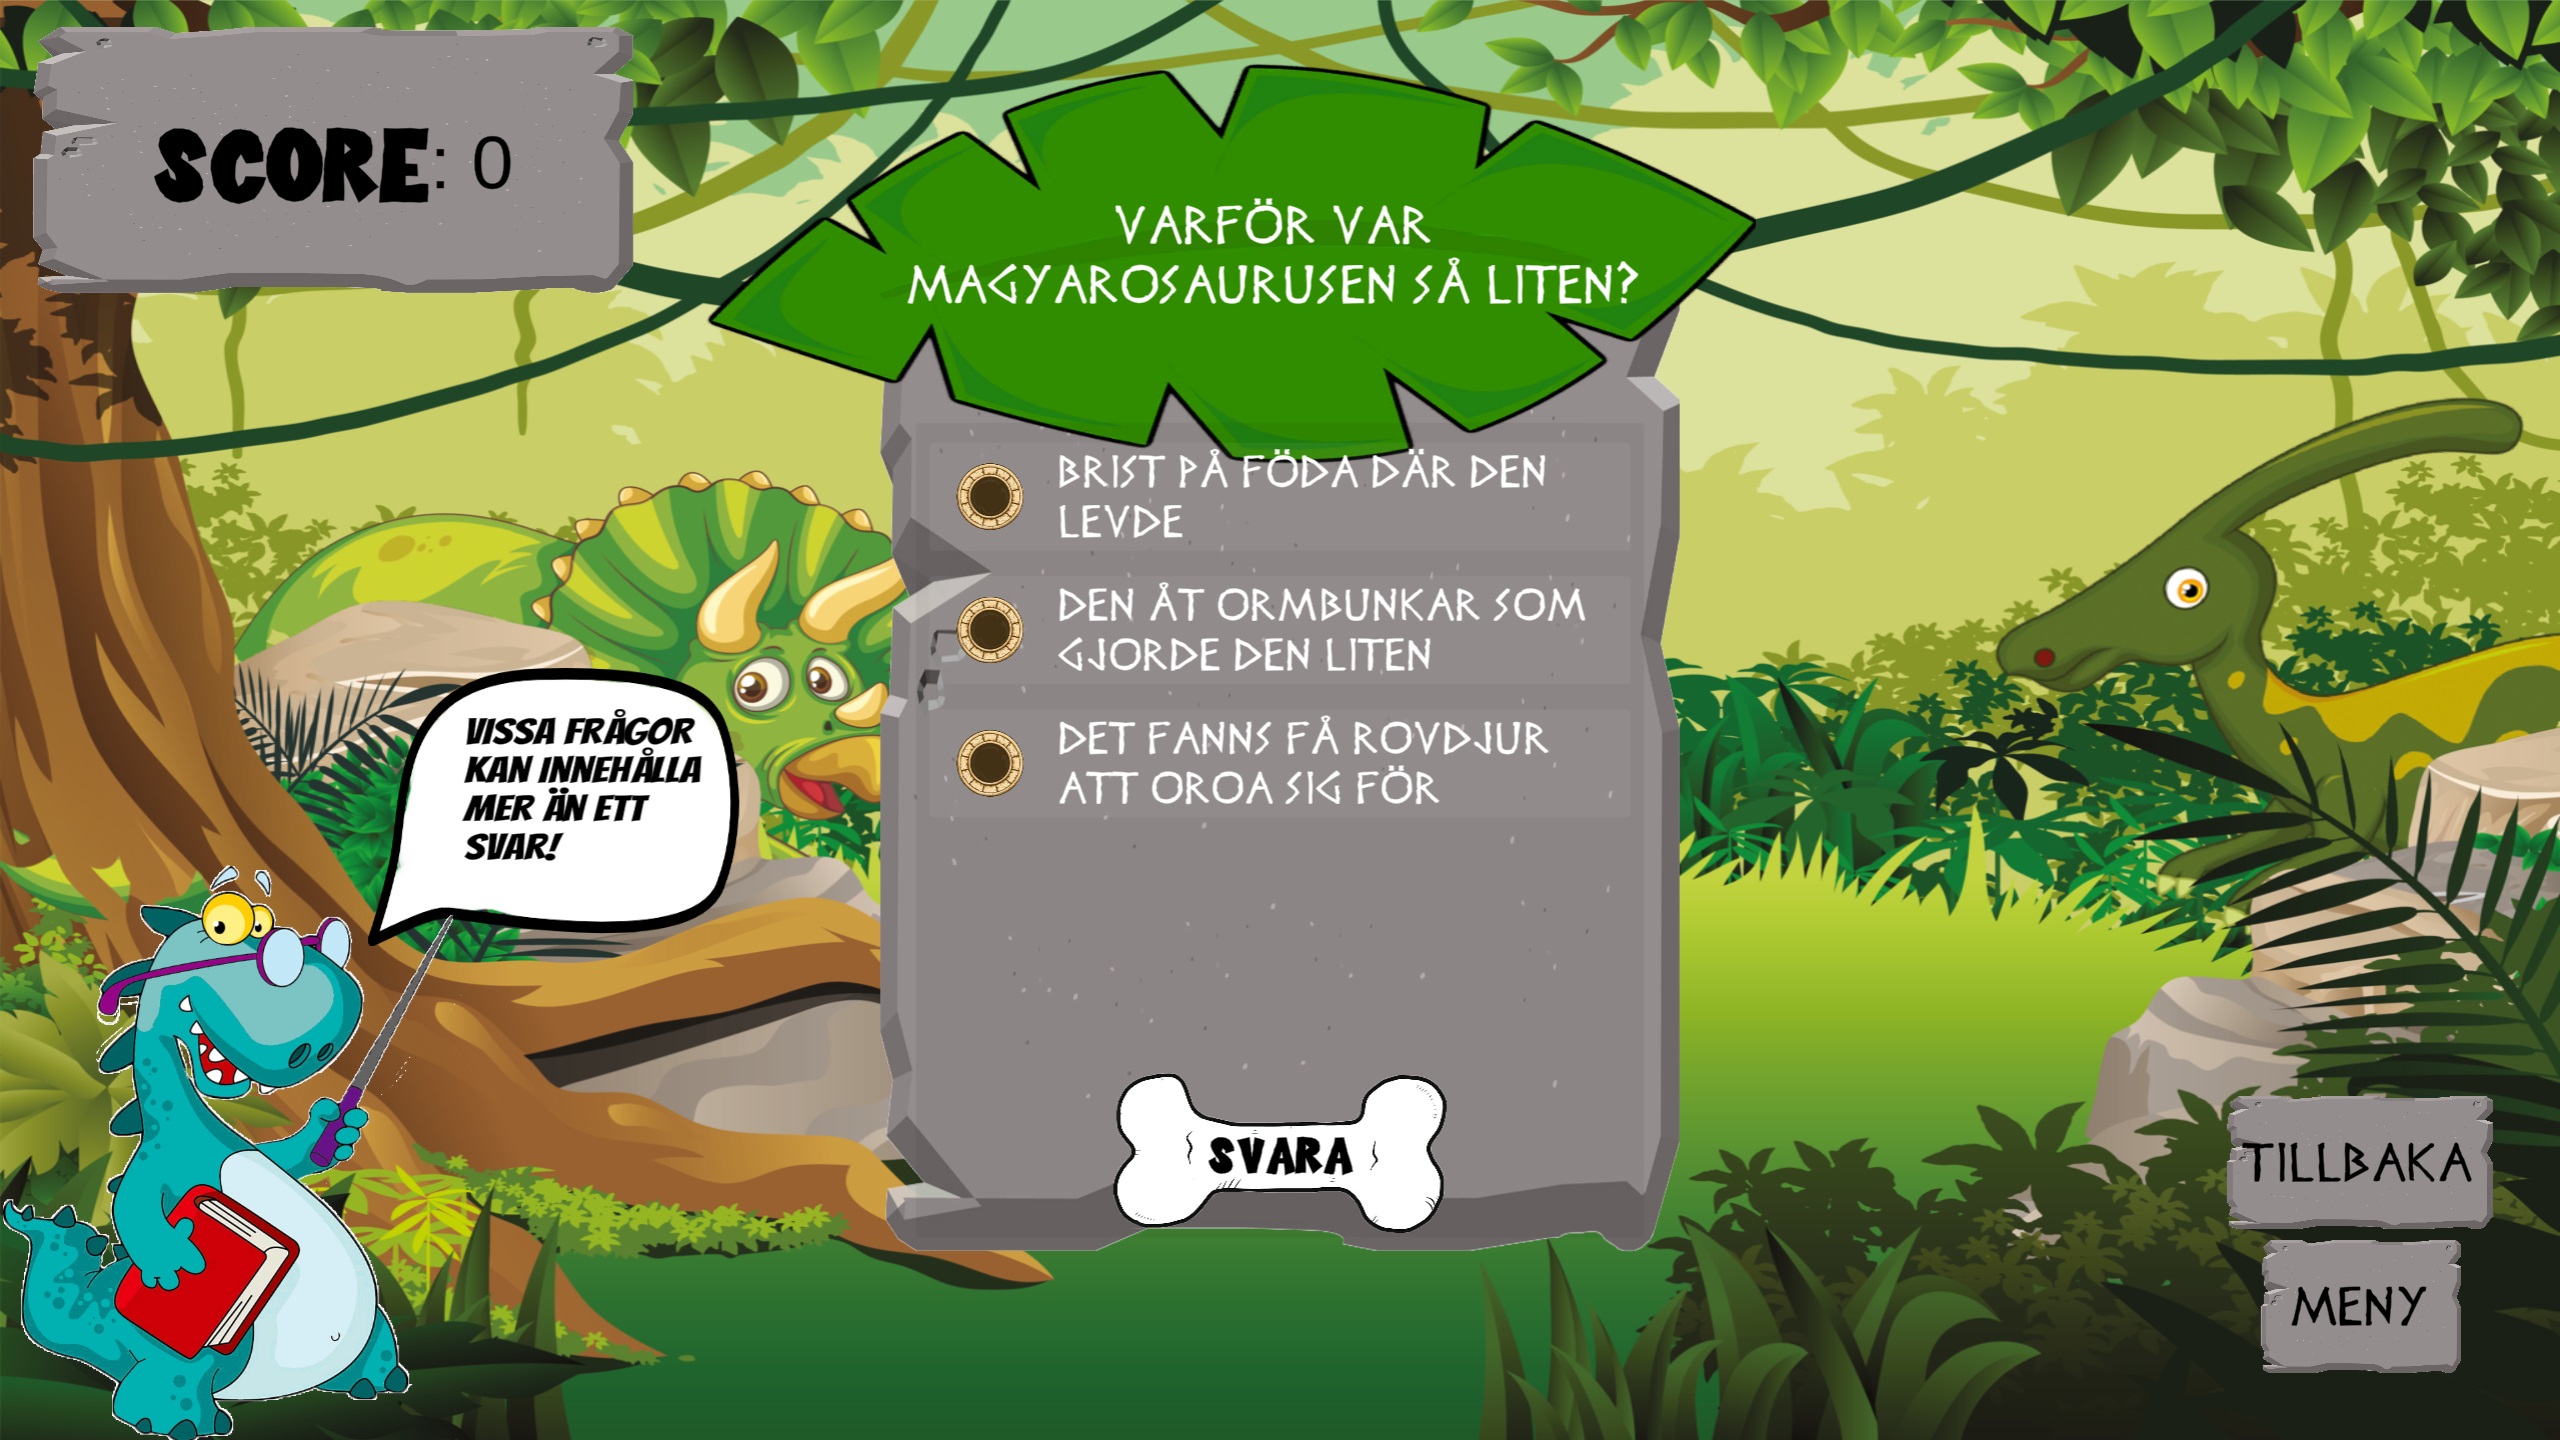 SCORE: 0
VARFÖR VAR
MAGYAROSAURUSEN SÅ LITEN?
BRIST PÅ FÖDA DÄR DEN
LEVDE
DEN ÅT ORMBUNKAR SOM
GJORDE DEN LITEN
DET FANNS FÅ ROVDJUR
ATT OROA SIG FÖR
VISSA FRÅGOR
KAN INNEHÅLLA
MER ÄN ETT
SVAR!
SVARA
TILLBAKA
MENY